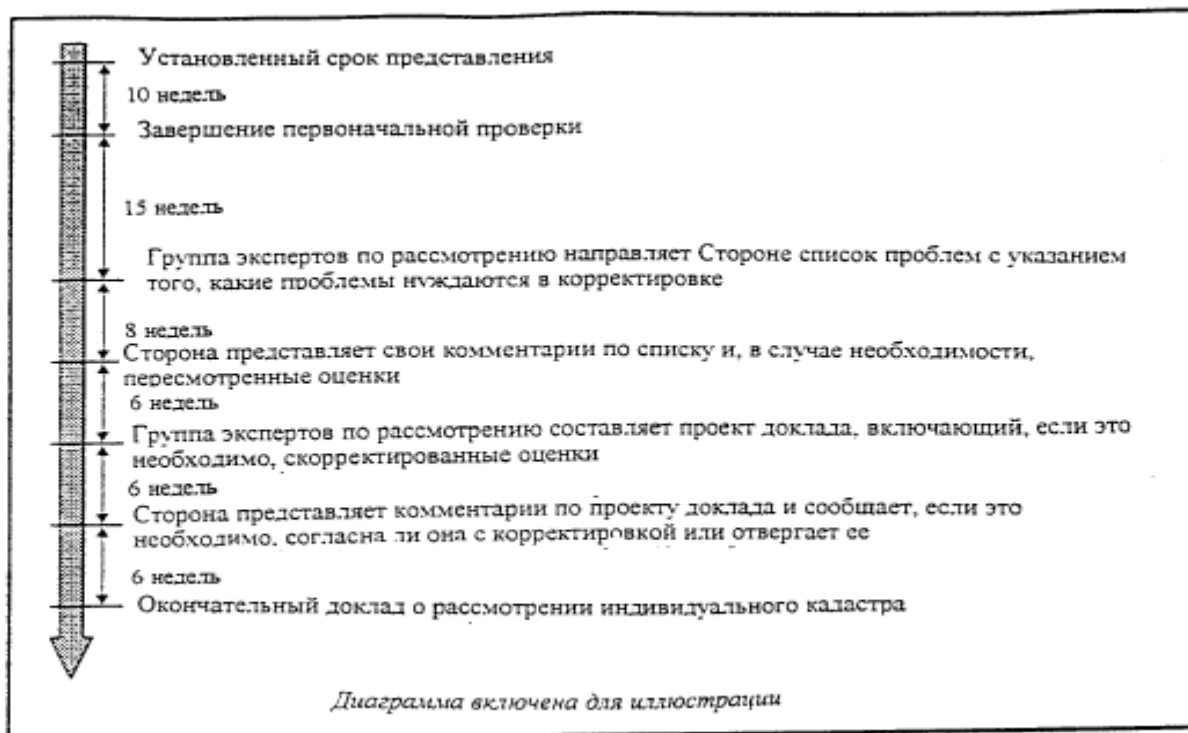 Установленный срок представления
10 недель
Завершение первоначальной проверки
15 недель
Группа экспертов по рассмотрению направляет Стороне список проблем с указанием
того, какие проблемы нуждаются в корректировке
8 недель
Сторона представляет свои комментарии по списку и, в случае необходимости,
пересмотренные оценки
6 недель
Группа экспертов по рассмотрению составляет проект доклада, включающий, если это
необходимо, скорректированные оценки
6 недель
Сторона представляет комментарии по проекту доклада и сообщает, если это
необходимо, согласна ли она с корректировкой или отвергает ее
6 недель
Окончательный доклад о рассмотрении индивидуального кадастра
Диаграмма включена для иллюстрации